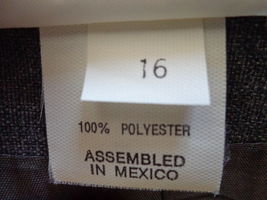 16
100% POLYESTER
ASSEMBLED
IN MEXICO